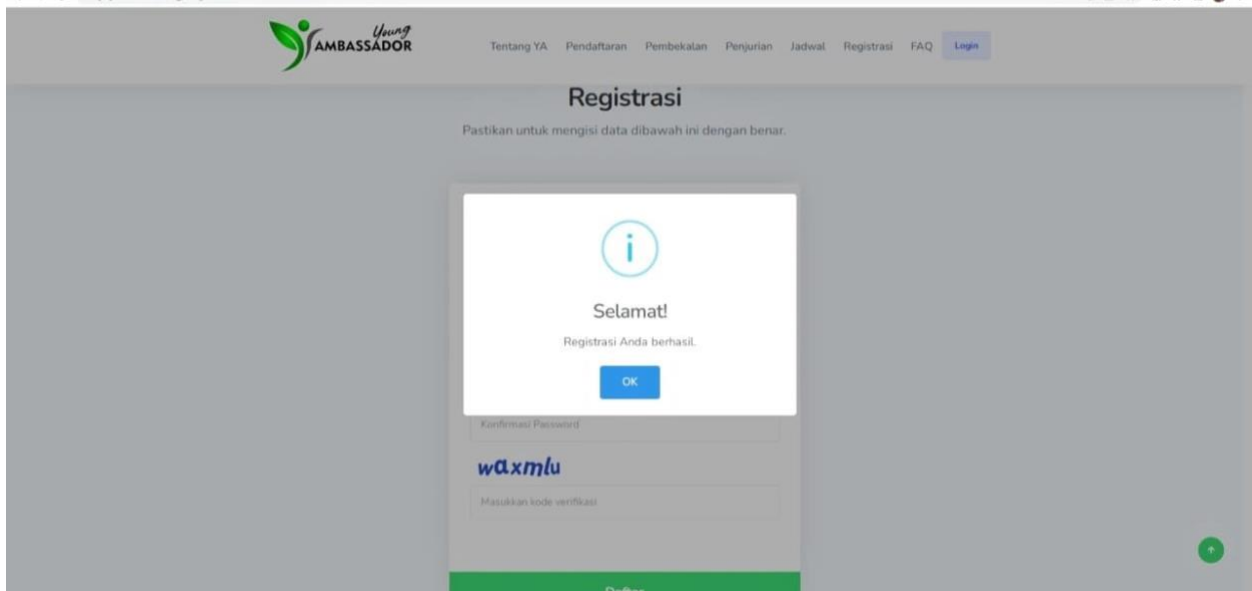 Young
AMBASSADOR
Tentang YA Pendaftaran Pembekalan Penjurian Jadwal Registrasi FAQ Login
Registrasi
Pastikan untuk mengisi data dibawah ini dengan benar.
i
Selamat!
Registrasi Anda berhasil.
OK
Konfirmasi Password
waxmlu
Masukkan kode verifikasi